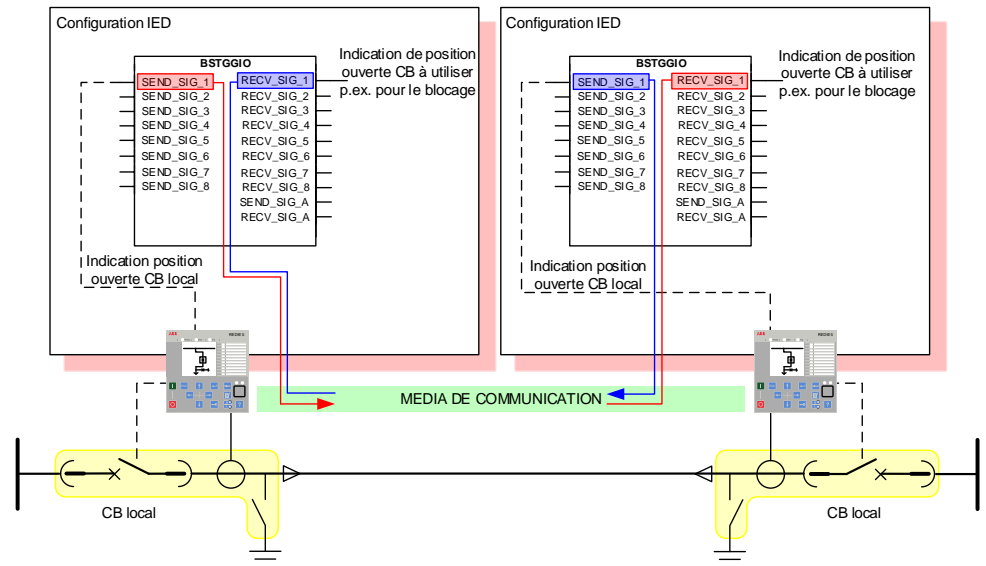 Configuration IED
BSTGGIO
SEND_SIG_1
SEND_SIG_2
SEND_SIG_3
SEND_SIG_4
SEND_SIG_5
SEND_SIG_6
SEND_SIG_7
SEND_SIG_8
RECV_SIG_1
RECV_SIG_2
RECV_SIG_3
RECV_SIG_4
RECV_SIG_5
RECV_SIG_6
RECV_SIG_7
RECV_SIG_8
SEND_SIG_A
RECV_SIG_A
Indication de position
ouverte CB à utiliser
p.ex. pour le blocage
Indication position
ouverte CB local
Configuration IED
BSTGGIO
SEND_SIG_1
SEND_SIG_2
SEND_SIG_3
SEND_SIG_4
SEND_SIG_5
SEND_SIG_6
SEND_SIG_7
SEND_SIG_8
RECV_SIG_1
RECV_SIG_2
RECV_SIG_3
RECV_SIG_4
RECV_SIG_5
RECV_SIG_6
RECV_SIG_7
RECV_SIG_8
SEND_SIG_A
RECV_SIG_A
Indication de position
ouverte CB à utiliser
p.ex. pour le blocage
Indication position
ouverte CB local
ABB
ABB
MEDIA DE COMMUNICATION
CB local
CB local